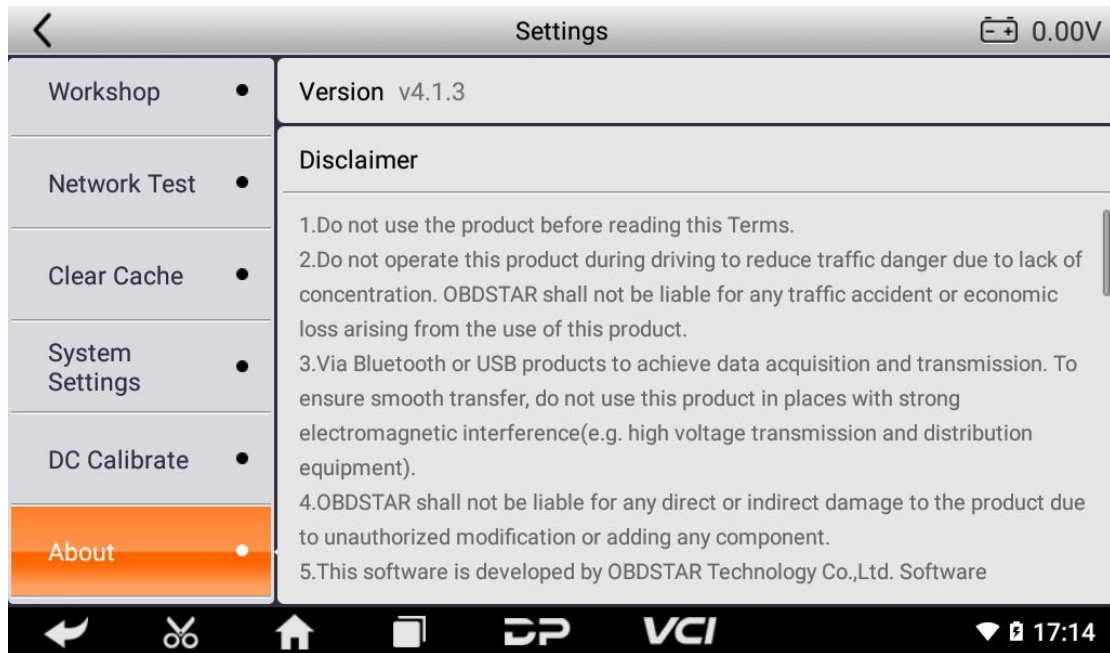 Settings
0.00V
Workshop
Network Test
Clear Cache
System
Settings
DC Calibrate
About
Version v4.1.3
Disclaimer
1.Do not use the product before reading this Terms.
2.Do not operate this product during driving to reduce traffic danger due to lack of
concentration. OBDSTAR shall not be liable for any traffic accident or economic
loss arising from the use of this product.
3.Via Bluetooth or USB products to achieve data acquisition and transmission. To
ensure smooth transfer, do not use this product in places with strong
electromagnetic interference(e.g. high voltage transmission and distribution
equipment).
4.OBDSTAR shall not be liable for any direct or indirect damage to the product due
to unauthorized modification or adding any component.
5.This software is developed by OBDSTAR Technology Co.,Ltd. Software
DP
VCI
17:14